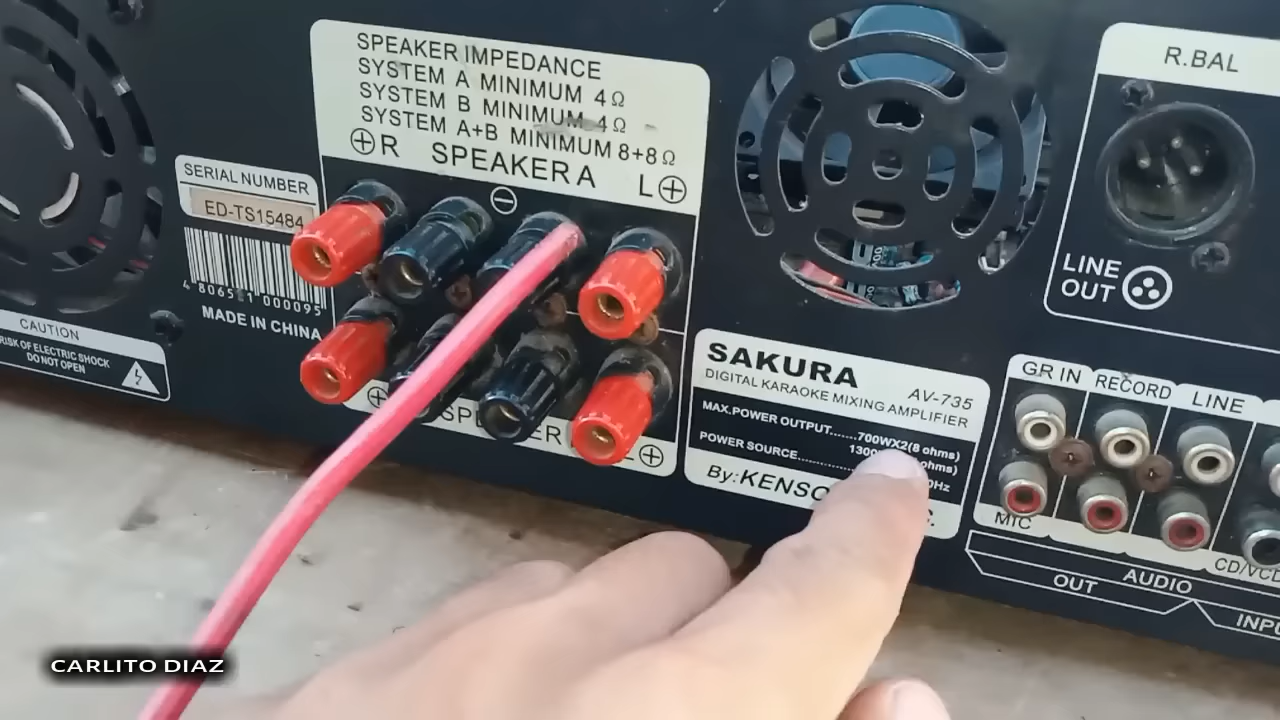 SPEAKER IMPEDANCE
SYSTEM A MINIMUM 4Ω
SYSTEM B MINIMUM 4Ω
SYSTEM A+B MINIMUM 8+8Ω
⊕R SPEAKER A L⊕
⊖
SERIAL NUMBER
ED-TS15484
MADE IN CHINA
CAUTION
RISK OF ELECTRIC SHOCK
DO NOT OPEN
R.BAL
LINE
OUT
SAKURA AV-735
DIGITAL KARAOKE MIXING AMPLIFIER
MAX.POWER OUTPUT.......700WX2(8 ohms)
1300 ohms)
POWER SOURCE
By:
GR IN RECORD LINE
MIC
CD/VCD
OUT AUDIO
CARLITO DIAZ